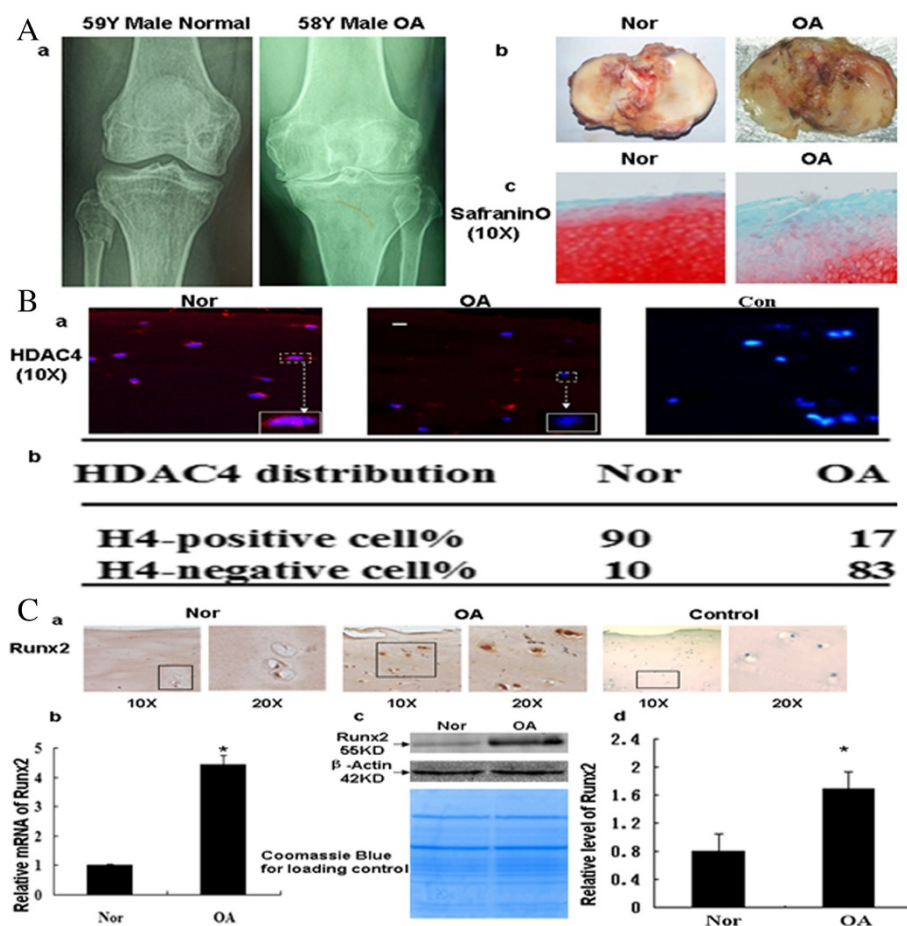 A
59Y Male Normal
58Y Male OA
a
b
Nor
OA
c
SafraninO
(10X)
Nor
OA
B
a
Nor
OA
Con
HDAC4
(10X)
b
HDAC4 distribution Nor OA
H4-positive cell% 90 17
H4-negative cell% 10 83
C
a
Nor
OA
Control
Runx2
10X
20X
10X
20X
10X
20X
b
Relative mRNA of Runx2
5
4
3
2
1
0
*
Nor
OA
c
Nor
OA
Runx2
55KD
β-Actin
42KD
Coomassie Blue
for loading control
d
Relative level of Runx2
2.4
2
1.6
1.2
0.8
0.4
0
*
Nor
OA